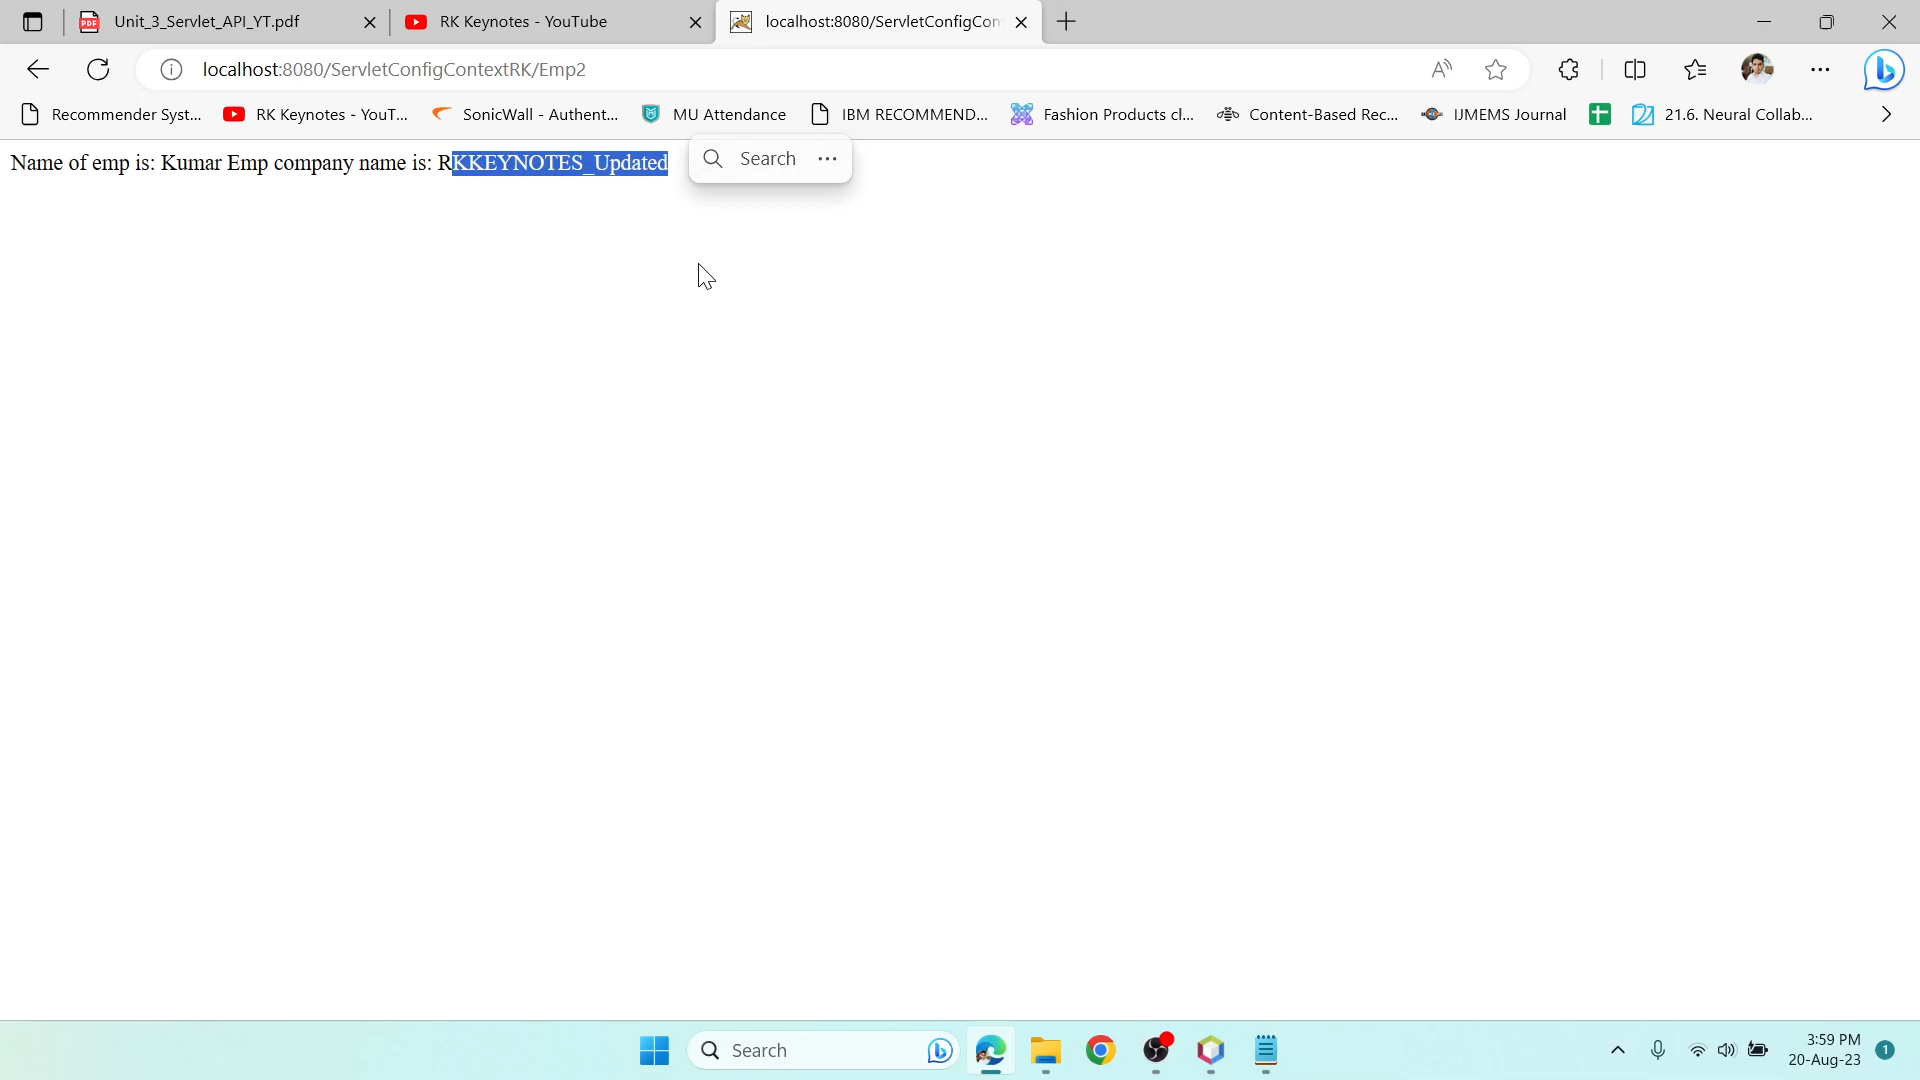 Unit_3_Servlet_API_YT.pdf
RK Keynotes - YouTube
localhost:8080/ServletConfigCon
localhost:8080/ServletConfigContextRK/Emp2
Recommender Syst...
RK Keynotes - YouT...
SonicWall - Authent...
MU Attendance
IBM RECOMMEND...
Fashion Products cl...
Content-Based Rec...
IJMEMS Journal
21.6. Neural Collab...
Name of emp is: Kumar Emp company name is: RKKEYNOTES_Updated
Search
Search
3:59 PM
20-Aug-23
1